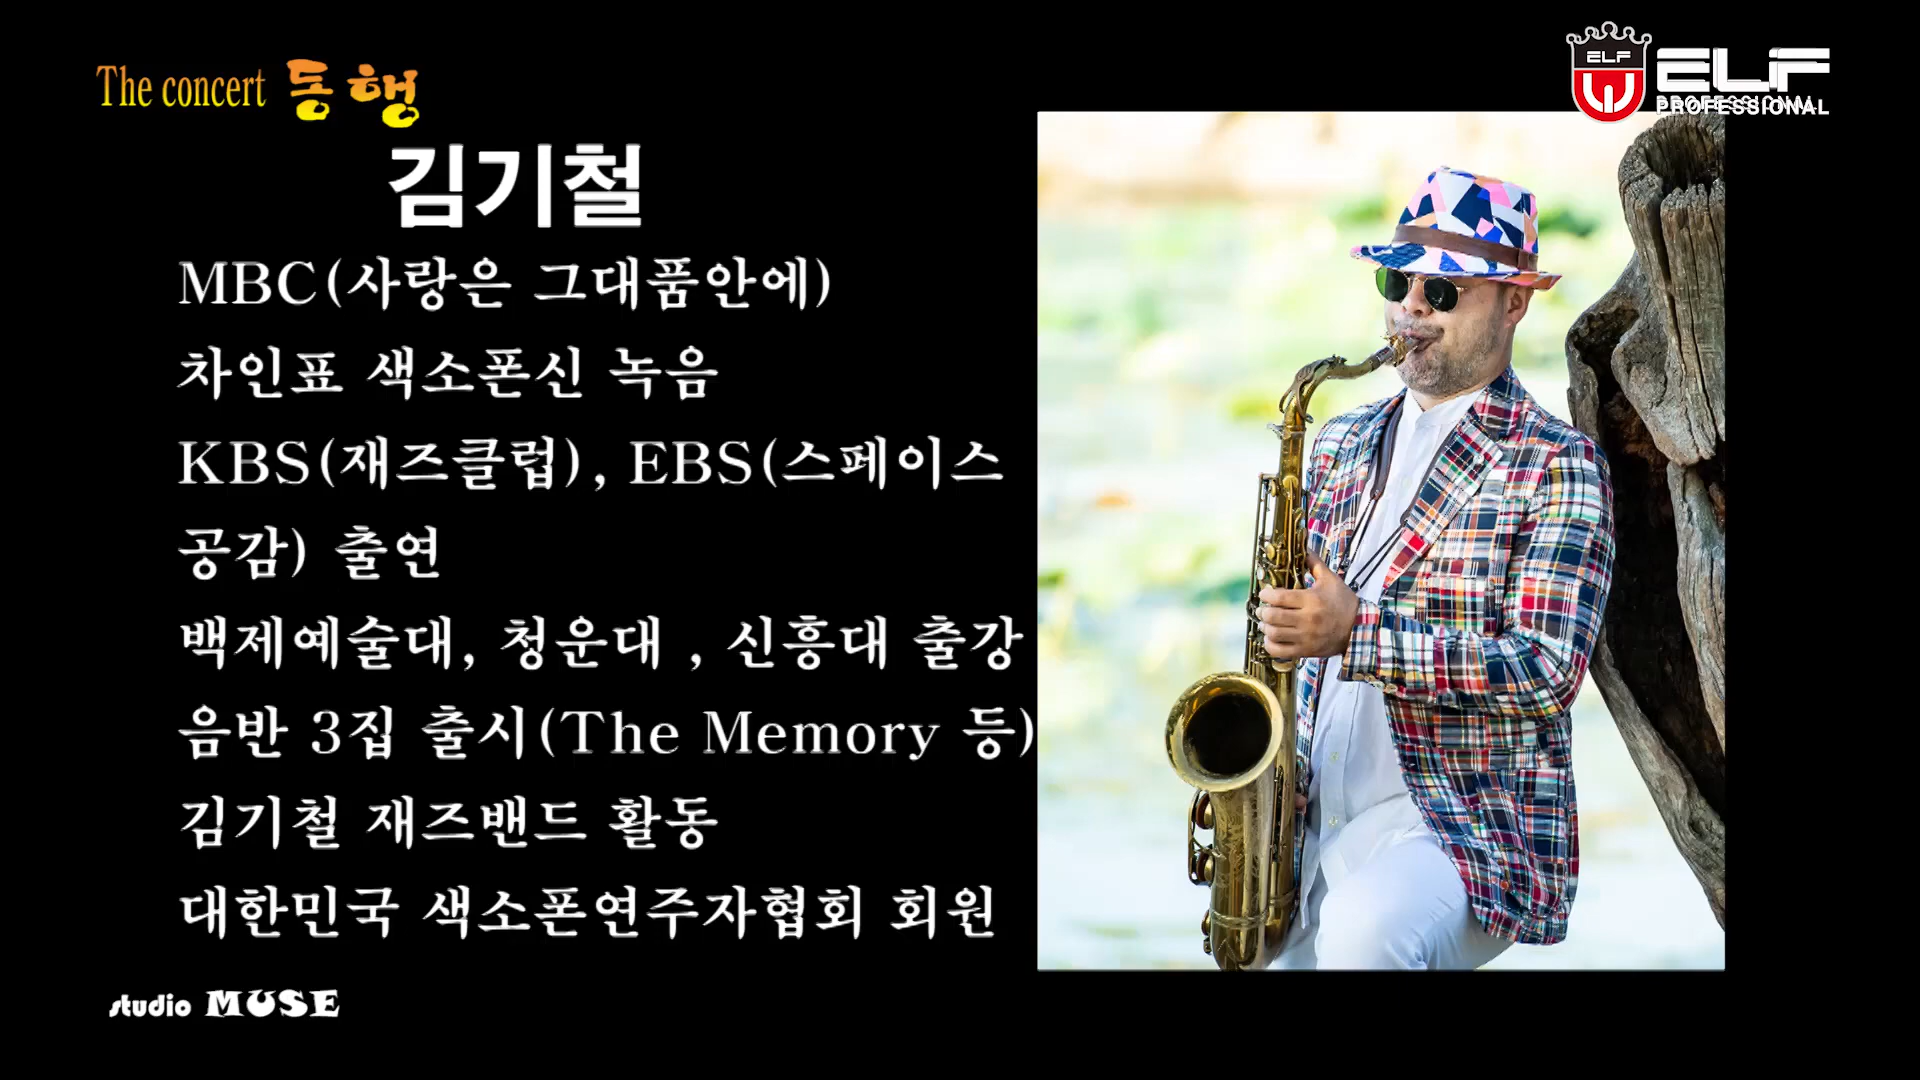 The concert 동행
ELF
ELF
PROFESSIONAL
김기철
MBC(사랑은 그대품안에)
차인표 색소폰신 녹음
KBS(재즈클럽), EBS(스페이스
공감) 출연
백제예술대, 청운대 , 신흥대 출강
음반 3집 출시(The Memory 등)
김기철 재즈밴드 활동
대한민국 색소폰연주자협회 회원
studio MUSE